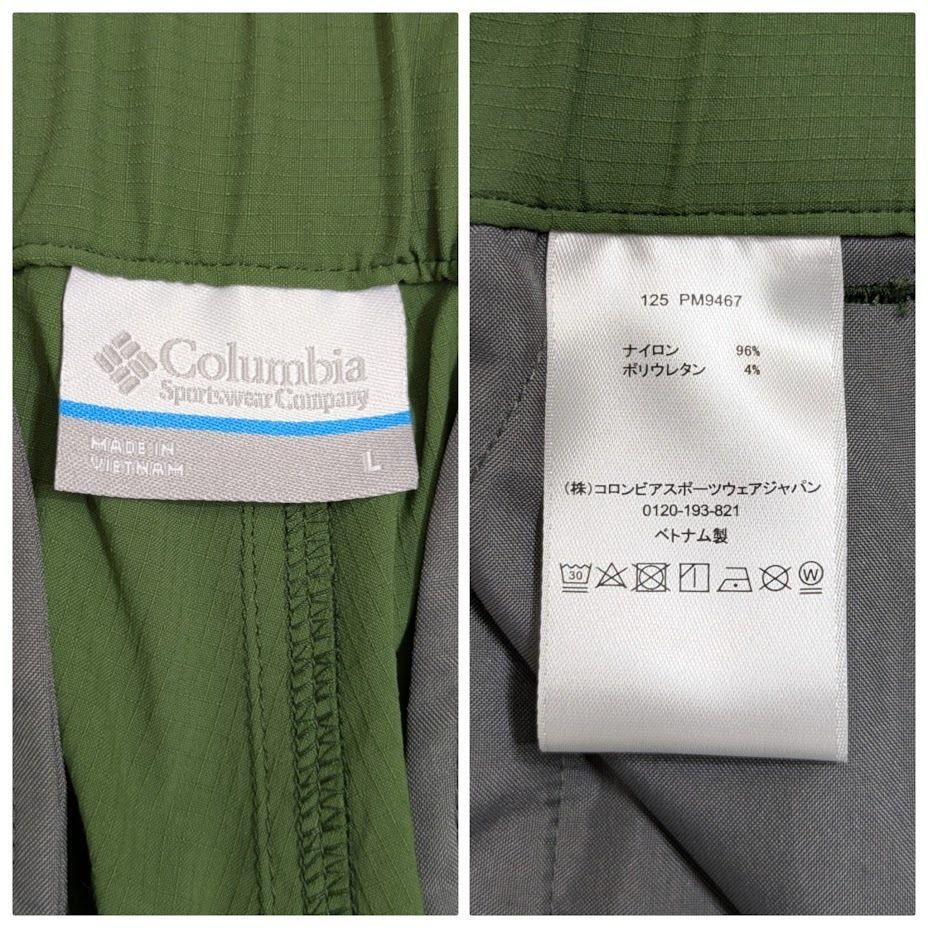 Columbia
Sportswear Company
MADE IN
VIETNAM
L
125 PM9467
ナイロン 96%
ポリウレタン 4%
(株)コロンビアスポーツウェアジャパン
0120-193-821
ベトナム製
30 W